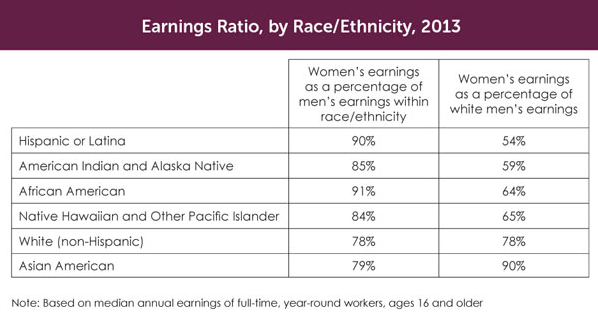 Earnings Ratio, by Race/Ethnicity, 2013
Women's earnings
as a percentage of
men's earnings within
race/ethnicity
Women's earnings
as a percentage of
white men's earnings
Hispanic or Latina 90% 54%
American Indian and Alaska Native 85% 59%
African American 91% 64%
Native Hawaiian and Other Pacific Islander 84% 65%
White (non-Hispanic) 78% 78%
Asian American 79% 90%
Note: Based on median annual earnings of full-time, year-round workers, ages 16 and older